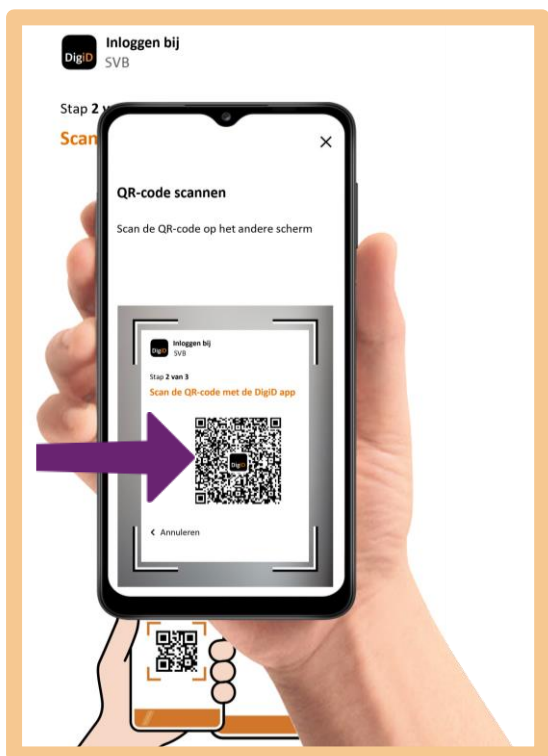 DigiD
Inloggen bij
SVB
Stap 2 v
Scan
QR-code scannen
Scan de QR-code op het andere scherm
DigiD
Inloggen bij
SVB
Stap 2 van 3
Scan de QR-code met de DigiD app
DigiD
< Annuleren